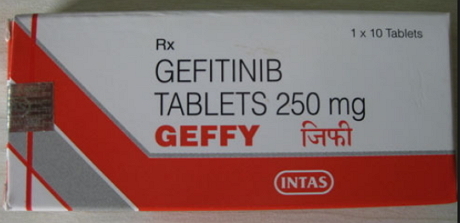 Rx
1 x 10 Tablets
GEFITINIB
TABLETS 250 mg
GEFFY जिफी
INTAS